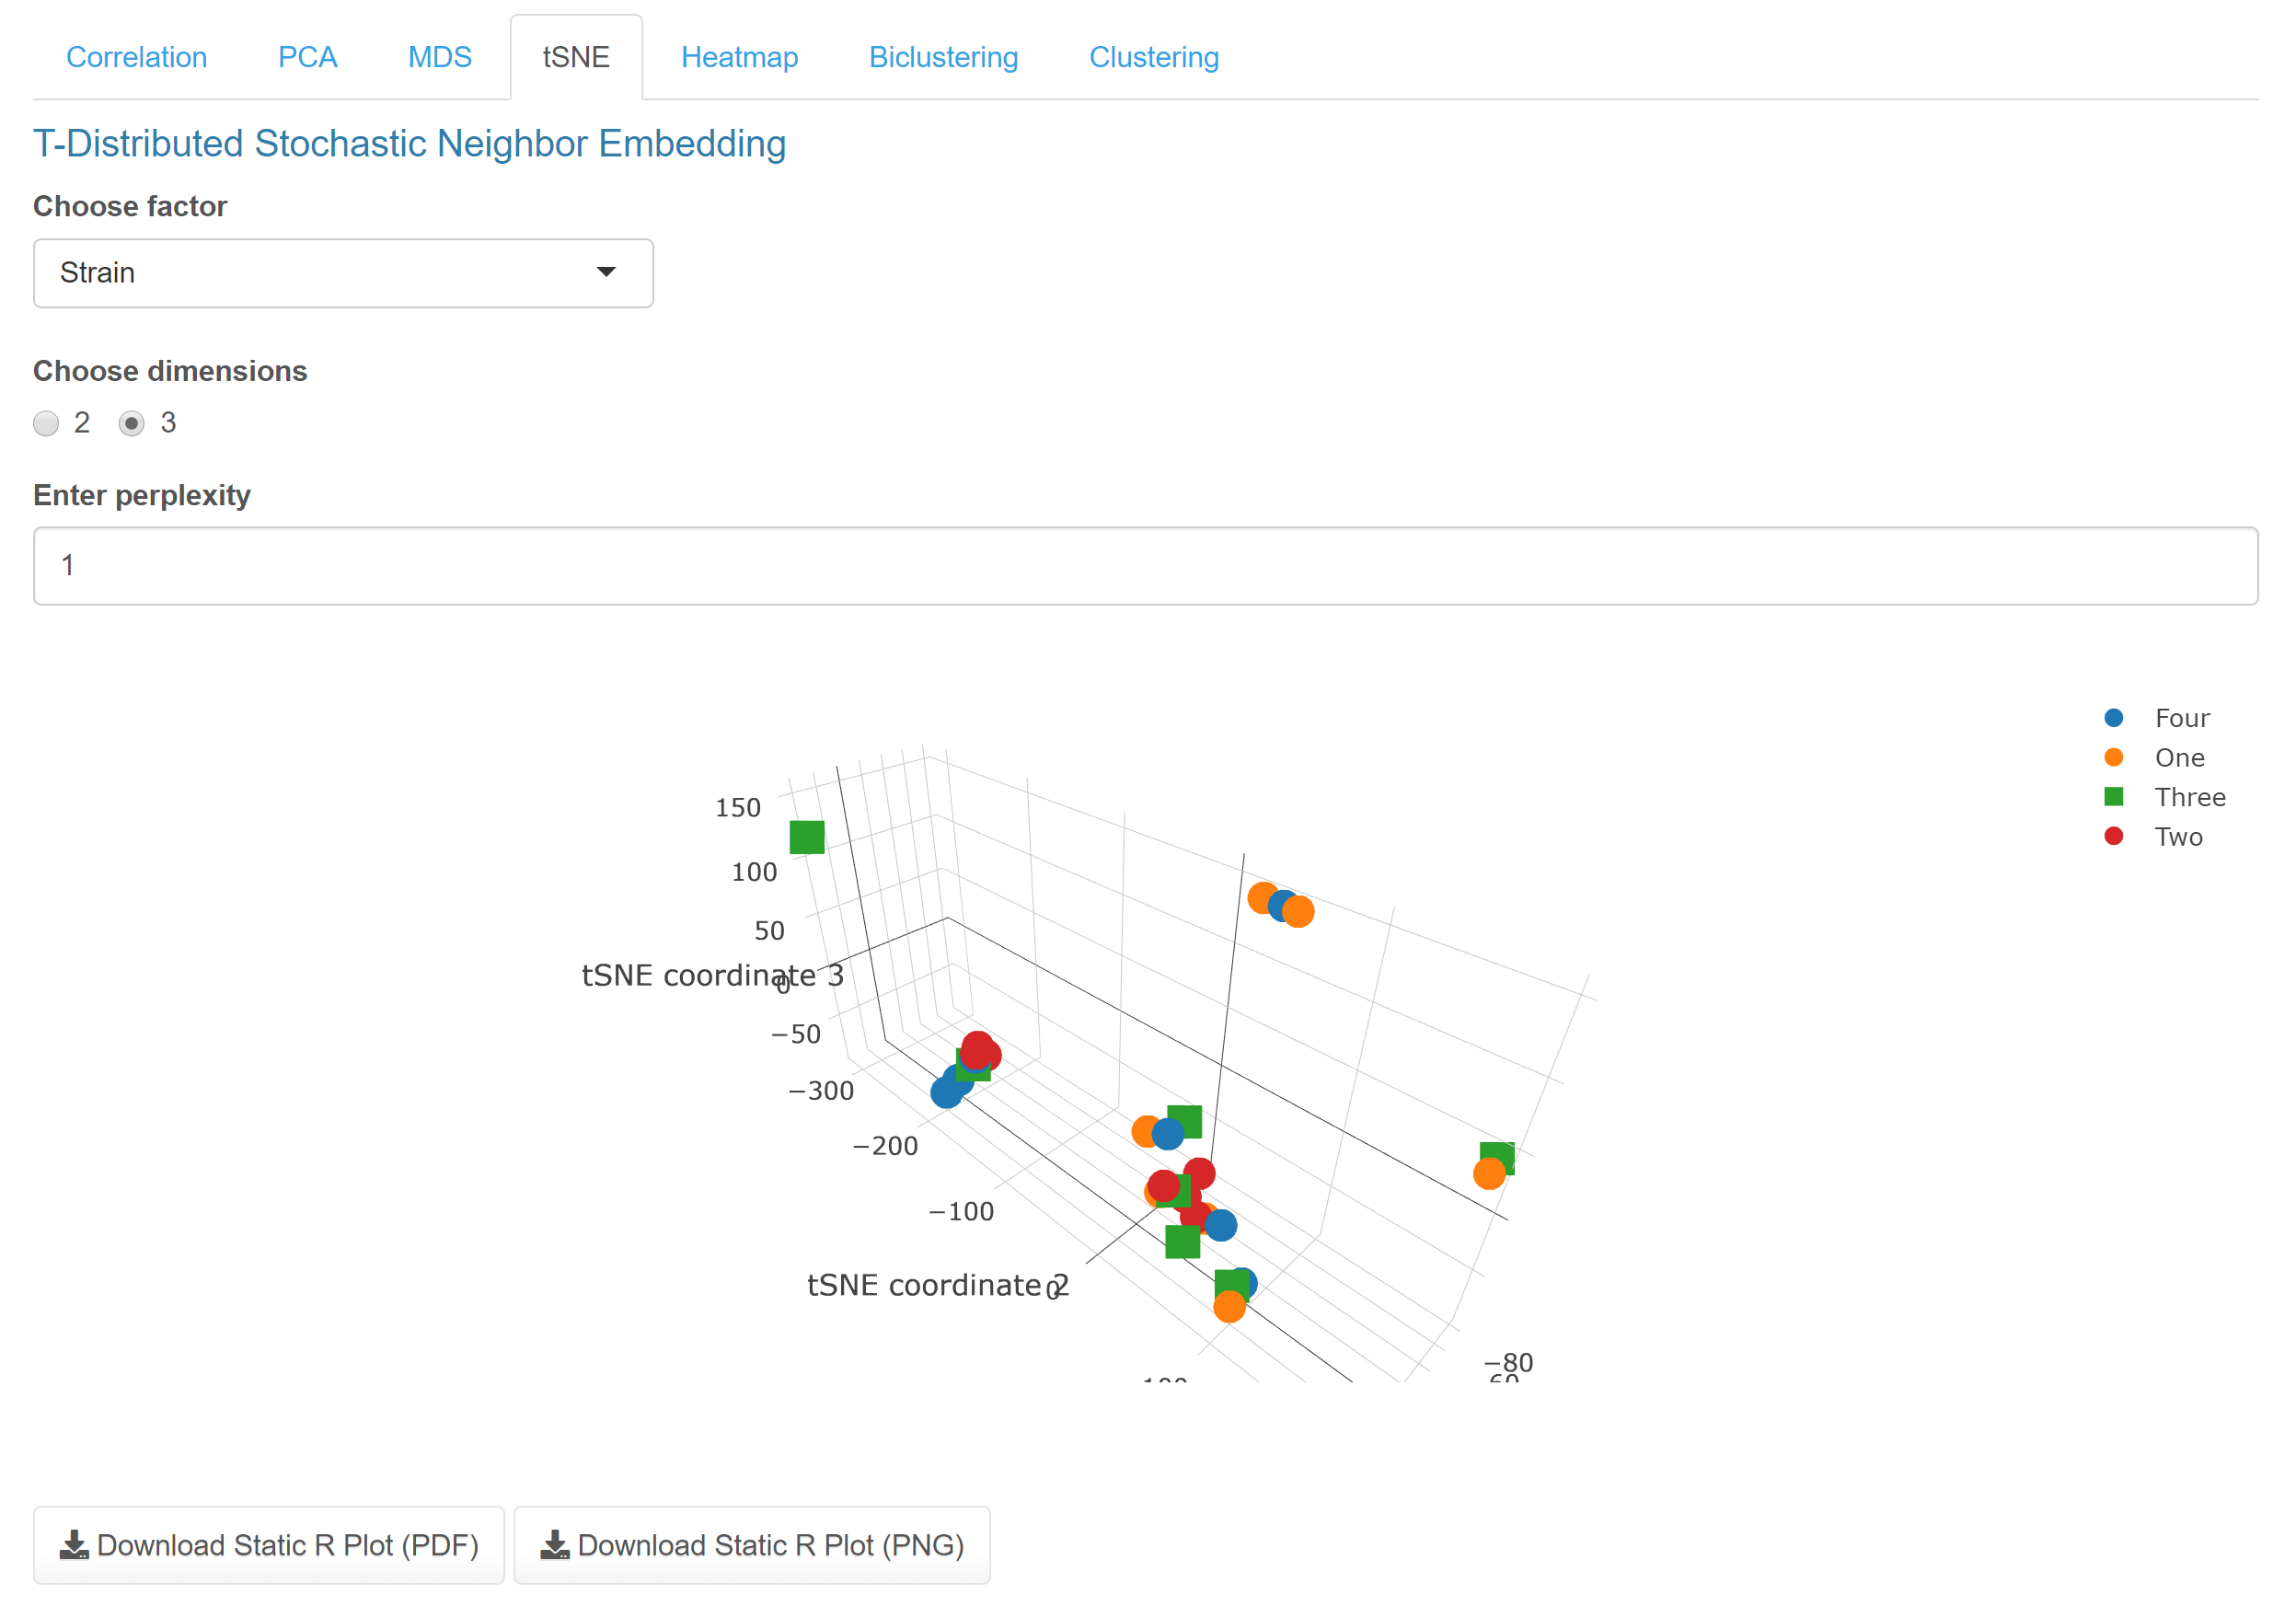 Correlation PCA MDS tSNE Heatmap Biclustering Clustering
T-Distributed Stochastic Neighbor Embedding
Choose factor
Strain
Choose dimensions
2 3
Enter perplexity
1
Four
One
Three
Two
150
100
50
tSNE coordinate 3
0
−50
−300
−200
−100
tSNE coordinate 2
0
−80
Download Static R Plot (PDF) Download Static R Plot (PNG)